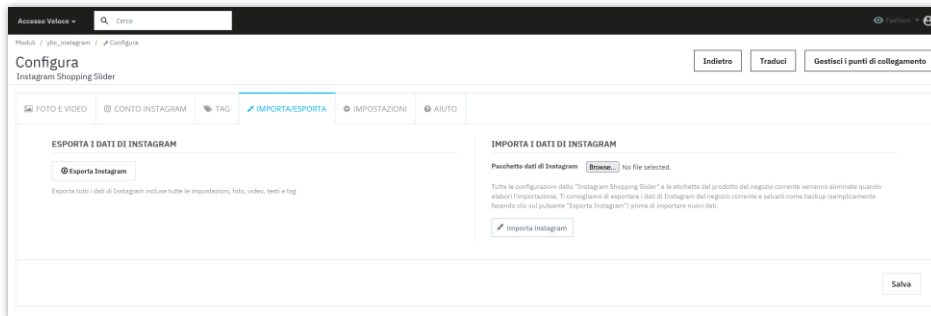 Accesso Veloce
Cerca
Fashion
Moduli / ybc_instagram / Configura
Configura
Instagram Shopping Slider
Indietro
Traduci
Gestisci i punti di collegamento
FOTO E VIDEO
CONTO INSTAGRAM
TAG
IMPORTA/ESPORTA
IMPOSTAZIONI
AIUTO
ESPORTA I DATI DI INSTAGRAM
Esporta Instagram
Esporta tutti i dati di Instagram incluse tutte le impostazioni, foto, video, testi e tag
IMPORTA I DATI DI INSTAGRAM
Pacchetto dati di Instagram Browse... No file selected.
Tutte le configurazioni dello "Instagram Shopping Slider" e le etichette del prodotto del negozio corrente verranno eliminate quando
elabori l'importazione. Ti consigliamo di esportare i dati di Instagram del negozio corrente e salvarli come backup (semplicemente
facendo clic sul pulsante "Esporta Instagram") prima di importare nuovi dati.
Importa Instagram
Salva